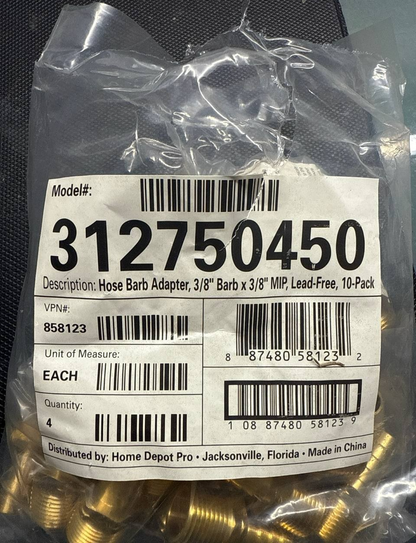 Model#:
312750450
Description: Hose Barb Adapter, 3/8" Barb x 3/8" MIP, Lead-Free, 10-Pack
VPN#:
858123
8 87480 58123 2
Unit of Measure:
EACH
Quantity:
4
1 08 87480 58123 9
Distributed by: Home Depot Pro • Jacksonville, Florida • Made in China